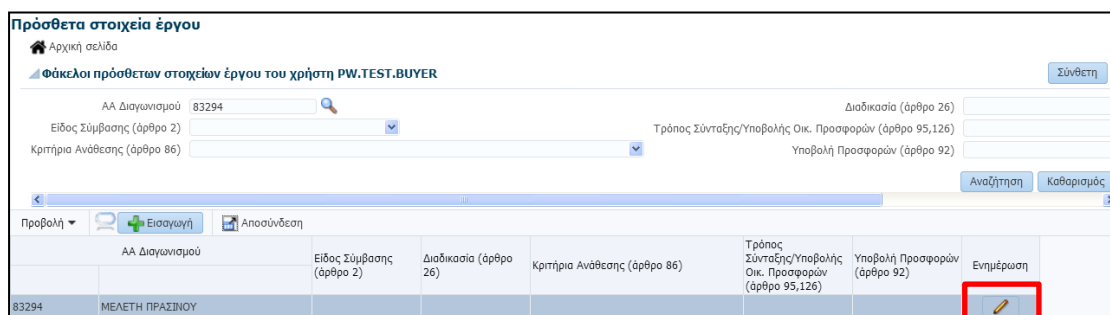 Πρόσθετα στοιχεία έργου
Αρχική σελίδα
Φάκελοι πρόσθετων στοιχείων έργου του χρήστη PW.TEST.BUYER
Σύνθετη
ΑΑ Διαγωνισμού 83294
Διαδικασία (άρθρο 26)
Είδος Σύμβασης (άρθρο 2)
Τρόπος Σύνταξης/Υποβολής Οικ. Προσφορών (άρθρο 95,126)
Κριτήρια Ανάθεσης (άρθρο 86)
Υποβολή Προσφορών (άρθρο 92)
Αναζήτηση Καθαρισμός
Προβολή Εισαγωγή Αποσύνδεση
ΑΑ Διαγωνισμού
Είδος Σύμβασης
(άρθρο 2)
Διαδικασία (άρθρο
26)
Κριτήρια Ανάθεσης (άρθρο 86)
Τρόπος
Σύνταξης/Υποβολής
Οικ. Προσφορών
(άρθρο 95,126)
Υποβολή Προσφορών
(άρθρο 92)
Ενημέρωση
83294 ΜΕΛΕΤΗ ΠΡΑΣΙΝΟΥ